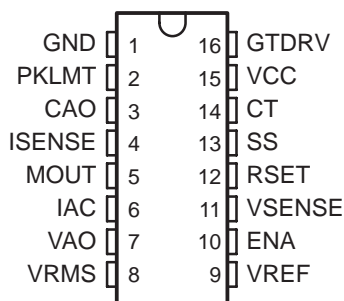 GND 1 16 GTDRV
PKLMT 2 15 VCC
CAO 3 14 CT
ISENSE 4 13 SS
MOUT 5 12 RSET
IAC 6 11 VSENSE
VAO 7 10 ENA
VRMS 8 9 VREF